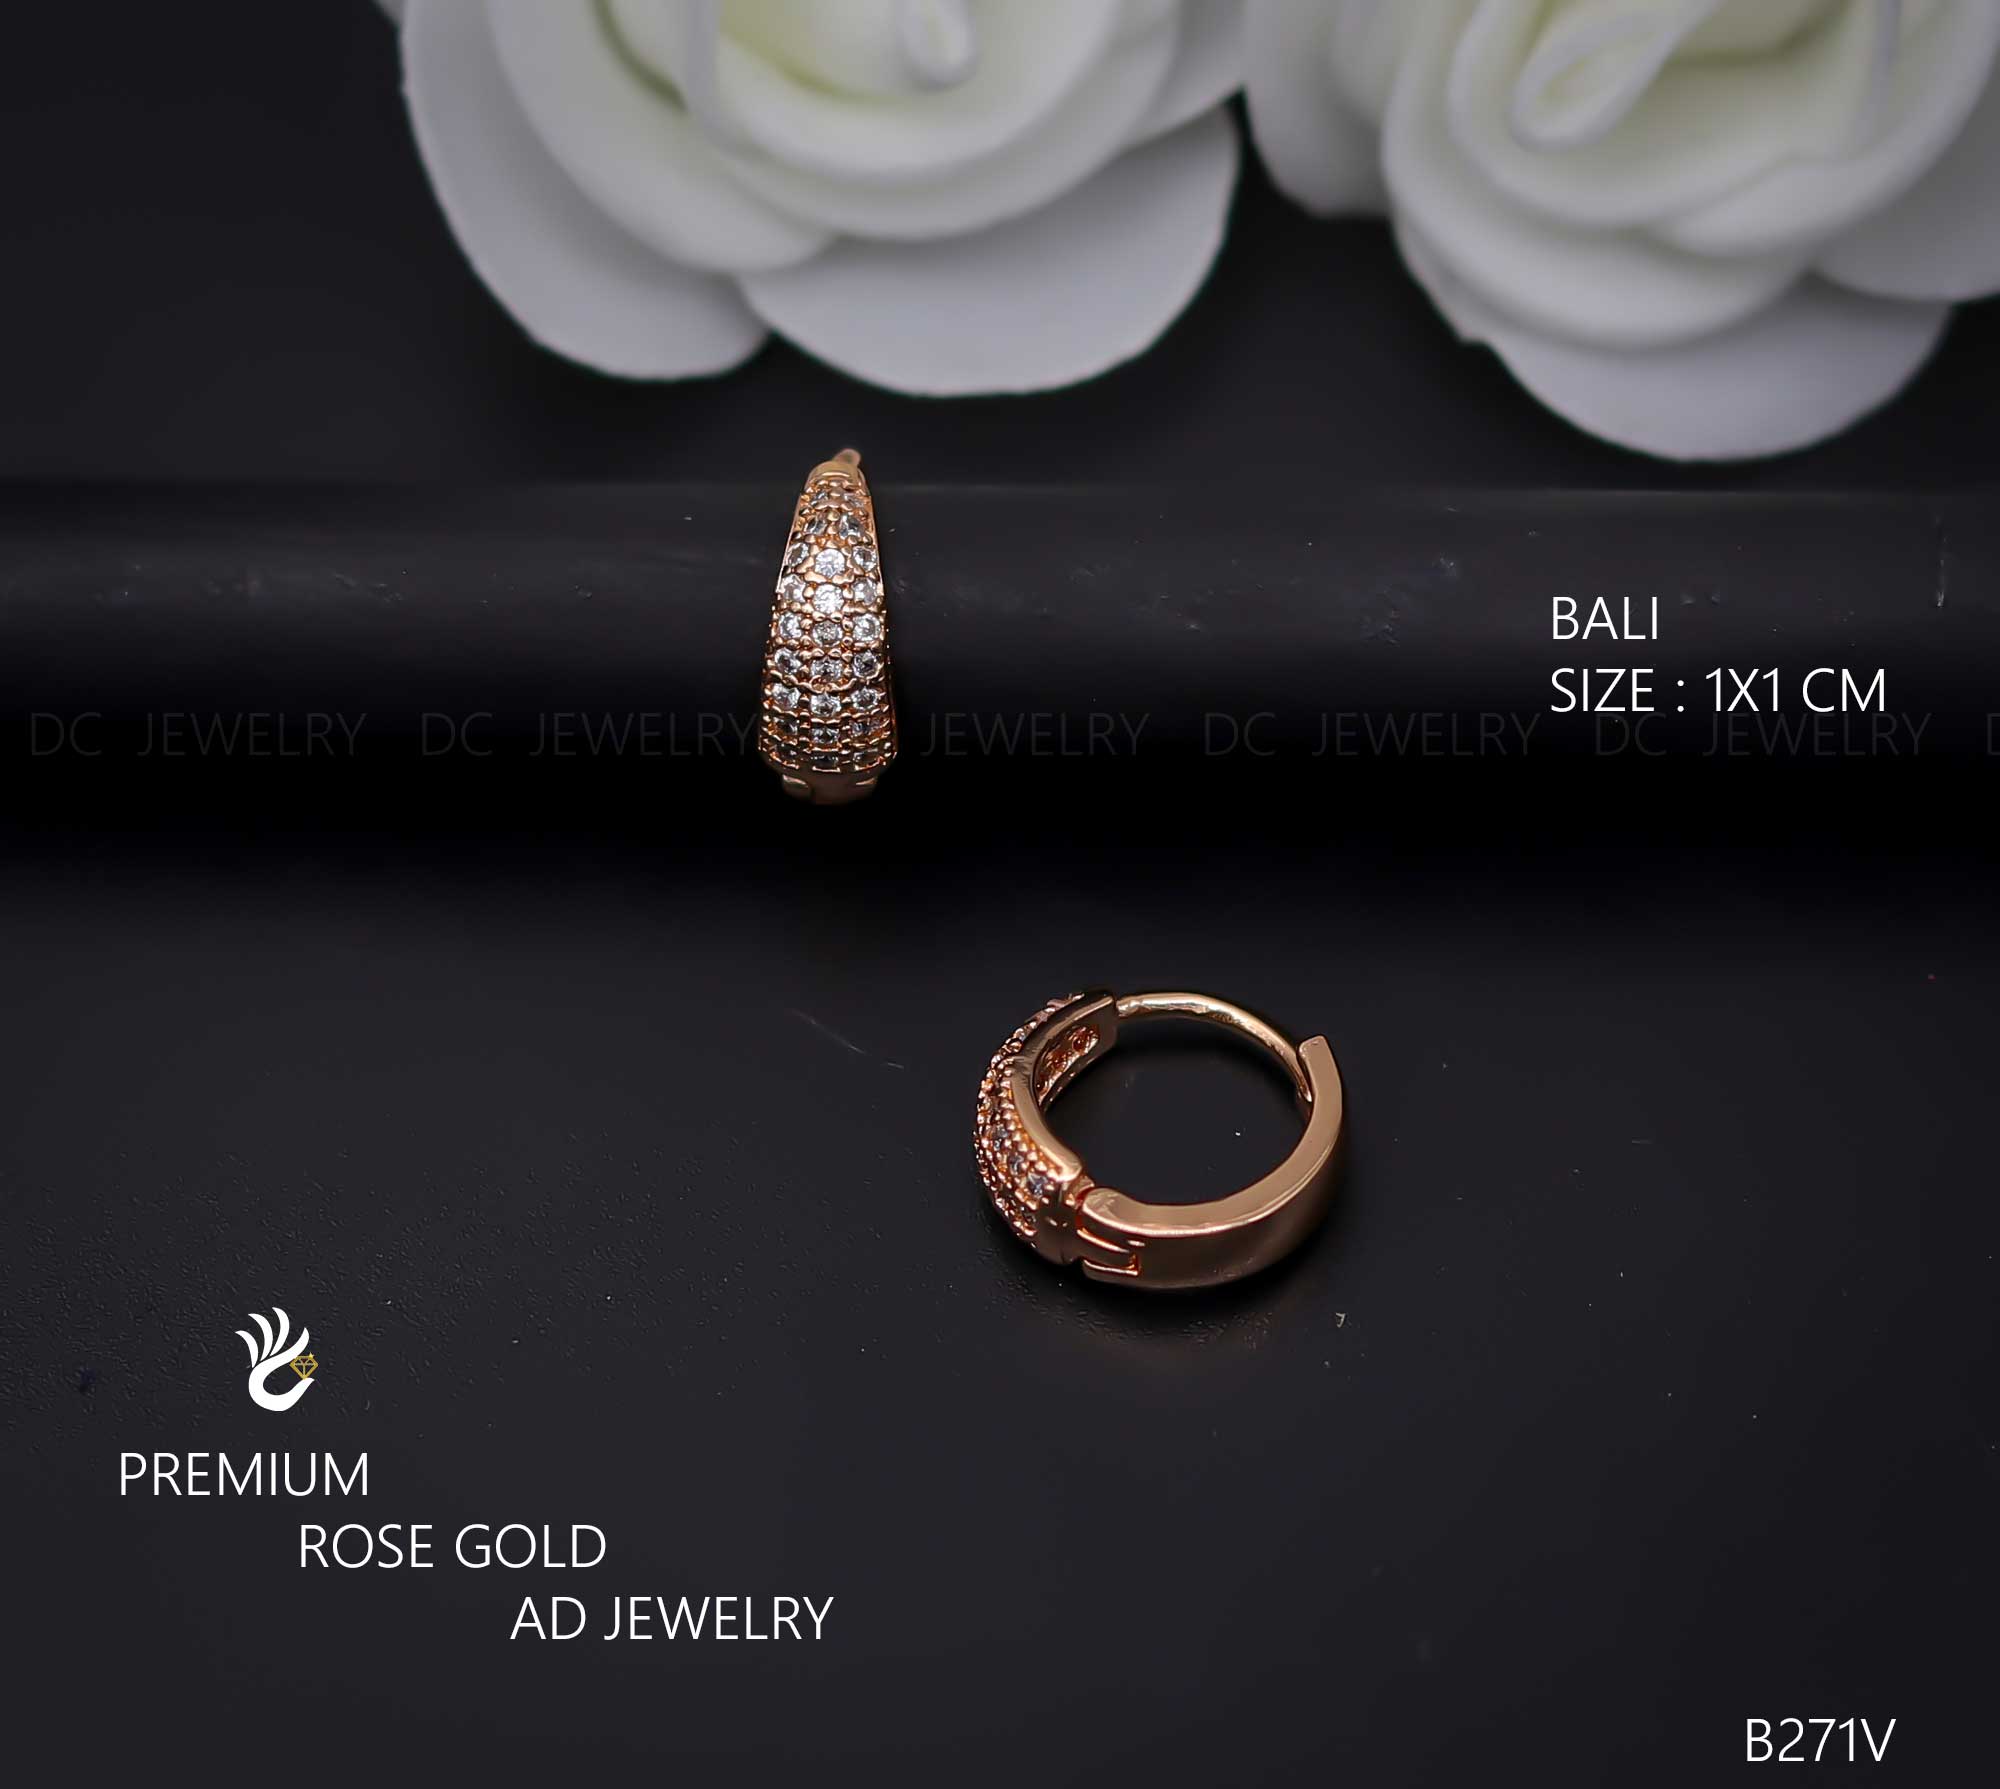 BALI
SIZE : 1X1 CM
DC JEWELRY DC JEWELRY JEWELRY DC JEWELRY DC JEWELRY D
PREMIUM
ROSE GOLD
AD JEWELRY
B271V